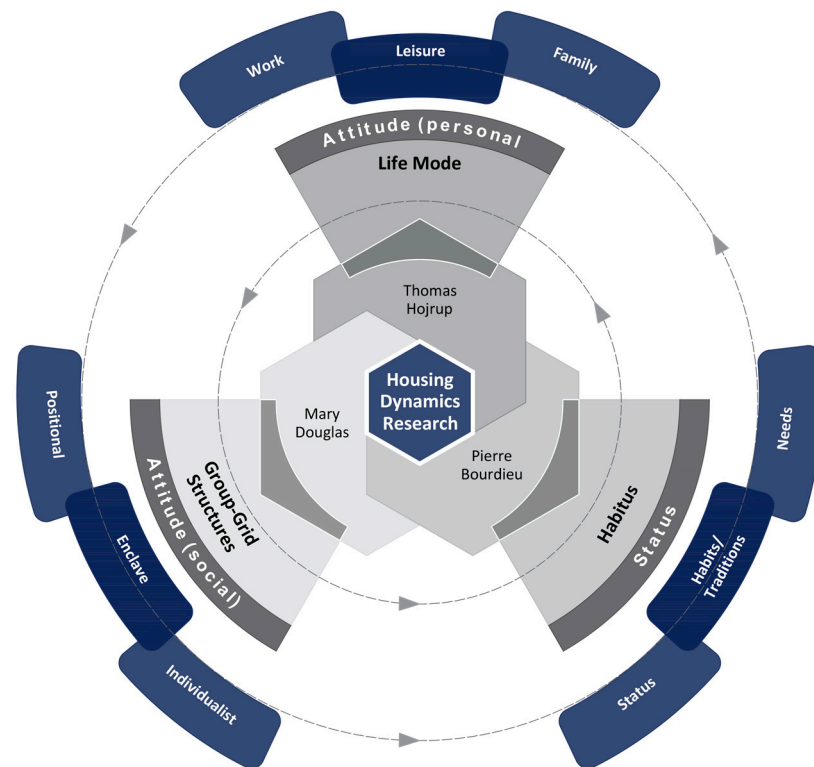 Work
Leisure
Family
Attitude (personal
Life Mode
Thomas
Hojrup
Housing
Dynamics
Research
Mary
Douglas
Pierre
Bourdieu
Positional
Enclave
Individualist
Attitude (social)
Group-Grid
Structures
Habitus
Status
Needs
Habits/
Traditions
Status